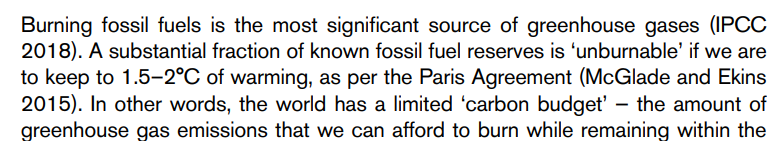 Burning fossil fuels is the most significant source of greenhouse gases (IPCC
2018). A substantial fraction of known fossil fuel reserves is ‘unburnable’ if we are
to keep to 1.5–2°C of warming, as per the Paris Agreement (McGlade and Ekins
2015). In other words, the world has a limited ‘carbon budget’ – the amount of
greenhouse gas emissions that we can afford to burn while remaining within the